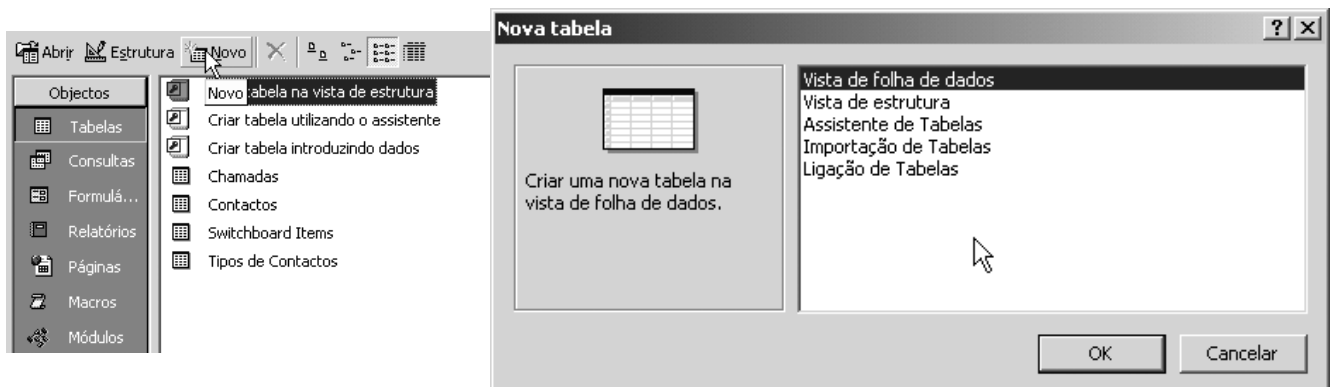 Abrir Estrutura Novo
Objectos
Tabelas
Consultas
Formulá...
Relatórios
Páginas
Macros
Módulos
Novo tabela na vista de estrutura
Criar tabela utilizando o assistente
Criar tabela introduzindo dados
Chamadas
Contactos
Switchboard Items
Tipos de Contactos
Nova tabela
Criar uma nova tabela na
vista de folha de dados.
Vista de folha de dados
Vista de estrutura
Assistente de Tabelas
Importação de Tabelas
Ligação de Tabelas
OK Cancelar